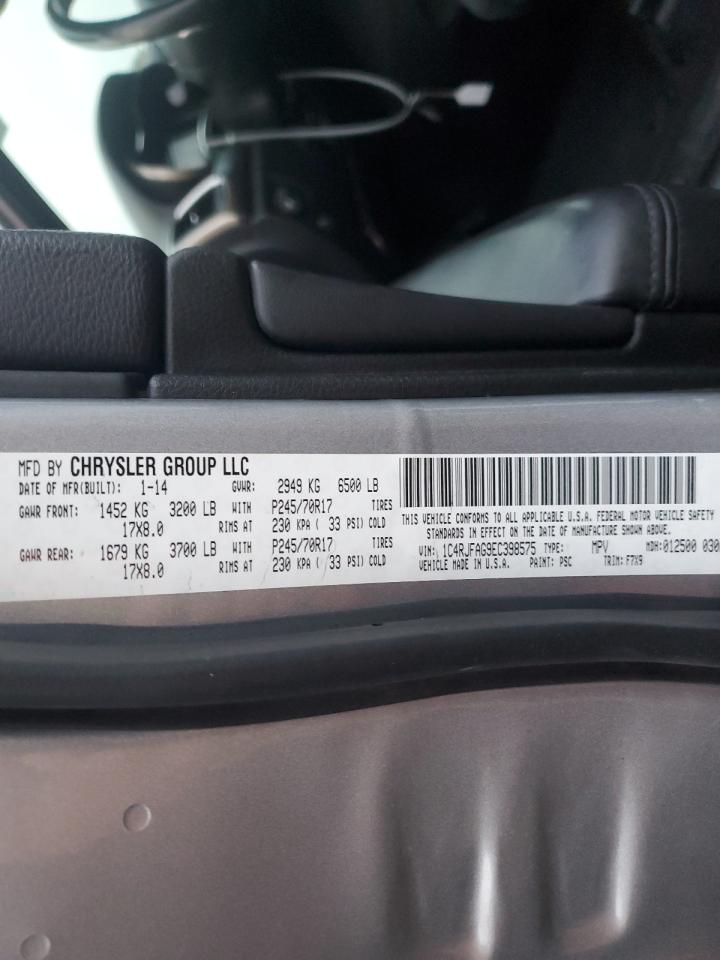 MFD BY CHRYSLER GROUP LLC
DATE OF MFR(BUILT): 1-14 GVWR: 2949 KG 6500 LB
GAWR FRONT: 1452 KG 3200 LB WITH P245/70R17 TIRES
17X8.0 RIMS AT 230 KPA ( 33 PSI) COLD
GAWR REAR: 1679 KG 3700 LB WITH P245/70R17 TIRES
17X8.0 RIMS AT 230 KPA ( 33 PSI) COLD
THIS VEHICLE CONFORMS TO ALL APPLICABLE U.S.A. FEDERAL MOTOR VEHICLE SAFETY
STANDARDS IN EFFECT ON THE DATE OF MANUFACTURE SHOWN ABOVE.
VIN: 1C4RJFAG9EC398575 TYPE: MPV MDH:012500 030
VEHICLE MADE IN U.S.A. PAINT: PSC TRIM: F7X9